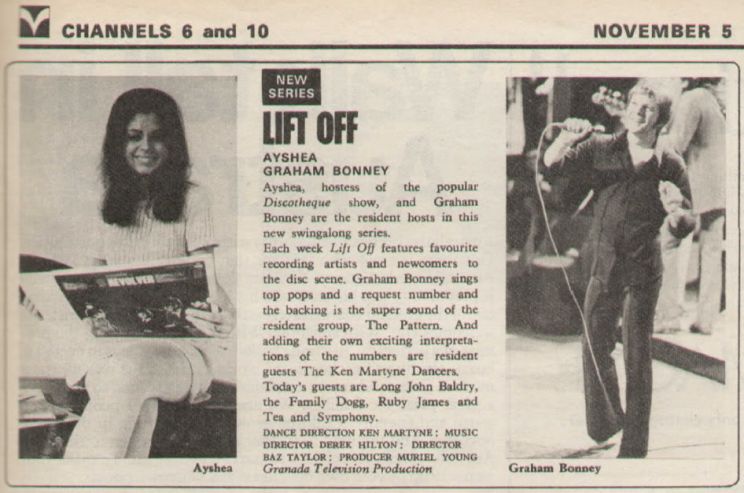 CHANNELS 6 and 10
NOVEMBER 5
NEW
SERIES
LIFT OFF
AYSHEA
GRAHAM BONNEY
Ayshea, hostess of the popular
Discotheque show, and Graham
Bonney are the resident hosts in this
new swingalong series.
Each week Lift Off features favourite
recording artists and newcomers to
the disc scene. Graham Bonney sings
top pops and a request number and
the backing is the super sound of the
resident group, The Pattern. And
adding their own exciting interpreta-
tions of the numbers are resident
guests The Ken Martyne Dancers.
Today's guests are Long John Baldry,
the Family Dogg, Ruby James and
Tea and Symphony.
DANCE DIRECTION KEN MARTYNE: MUSIC
DIRECTOR DEREK HILTON: DIRECTOR
BAZ TAYLOR: PRODUCER MURIEL YOUNG
Granada Television Production
REVOLVER
Ayshea
Graham Bonney